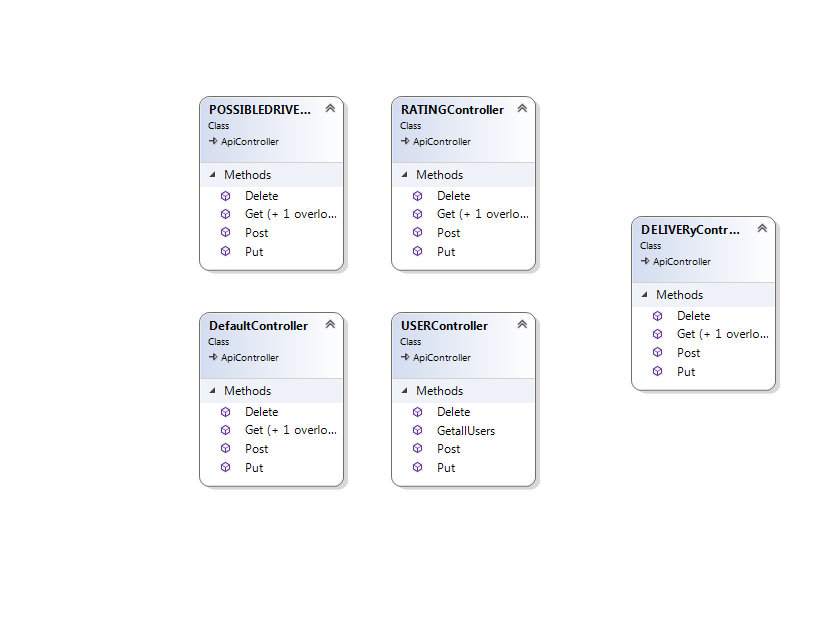 POSSIBLEDRIVE...
Class
ApiController
Methods
Delete
Get (+ 1 overlo...
Post
Put
RATINGController
Class
ApiController
Methods
Delete
Get (+ 1 overlo...
Post
Put
DELIVERyContr...
Class
ApiController
Methods
Delete
Get (+ 1 overlo...
Post
Put
DefaultController
Class
ApiController
Methods
Delete
Get (+ 1 overlo...
Post
Put
USERController
Class
ApiController
Methods
Delete
GetallUsers
Post
Put